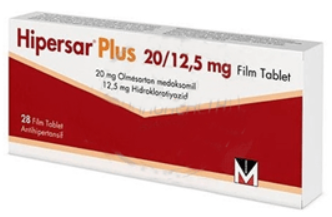 Hipersar® Plus 20/12,5 mg Film Tablet
20 mg Olmesartan medoksomil
12,5 mg Hidroklorotiyazid
28 Film Tablet
Antihipertansif
M